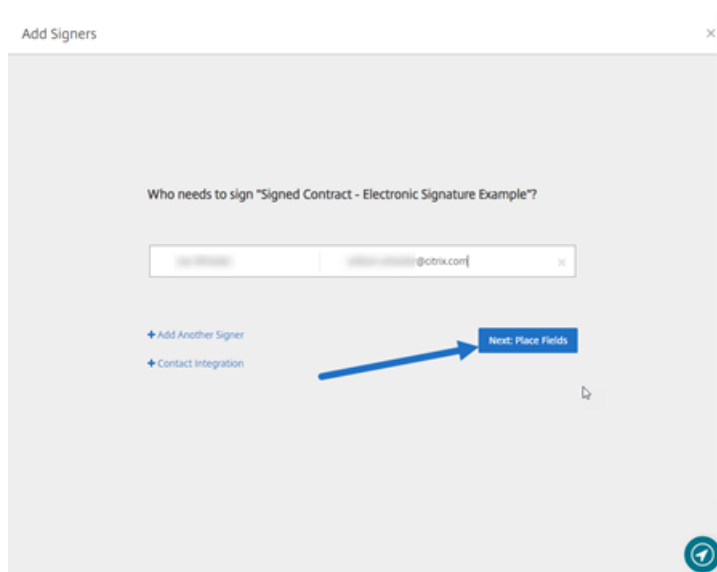 Add Signers
Who needs to sign "Signed Contract - Electronic Signature Example"?
@citrix.com
+ Add Another Signer
Next: Place Fields
+ Contact Integration